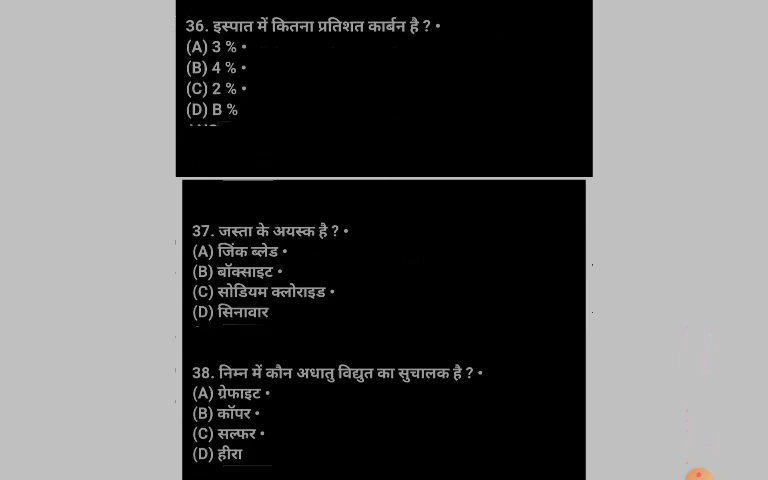 36. इस्पात में कितना प्रतिशत कार्बन है ? •
(A) 3 % •
(B) 4 % •
(C) 2 % •
(D) B %
37. जस्ता के अयस्क है ? •
(A) जिंक ब्लेड •
(B) बॉक्साइट •
(C) सोडियम क्लोराइड •
(D) सिनावार
38. निम्न में कौन अधातु विद्युत का सुचालक है ? •
(A) ग्रेफाइट •
(B) कॉपर •
(C) सल्फर •
(D) हीरा